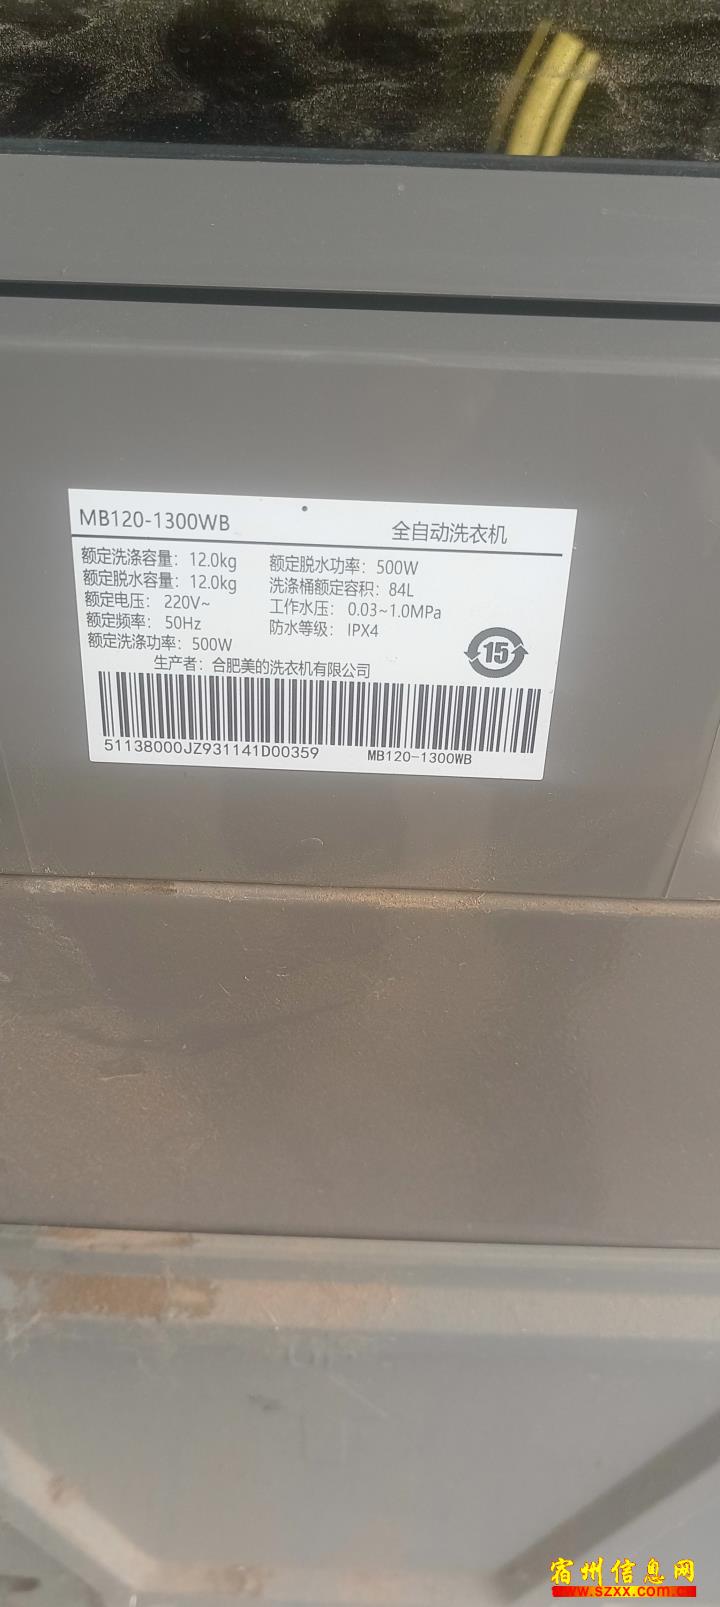 MB120-1300WB 全自动洗衣机
额定洗涤容量：12.0kg 额定脱水功率：500W
额定脱水容量：12.0kg 洗涤桶额定容积：84L
额定电压：220V~ 工作水压：0.03~1.0MPa
额定频率：50Hz 防水等级：IPX4
额定洗涤功率：500W
15
生产者：合肥美的洗衣机有限公司
51138000JZ931141D00359 MB120-1300WB
宿州信息网
www.szxx.com.cn